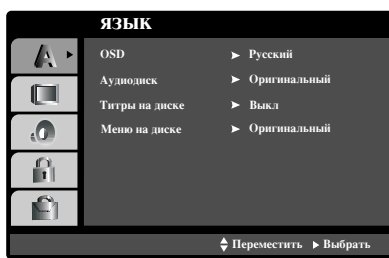 ЯЗЫК
OSD ➤ Русский
Аудиодиск ➤ Оригинальный
Титры на диске ➤ Выкл
Меню на диске ➤ Оригинальный
Переместить Выбрать